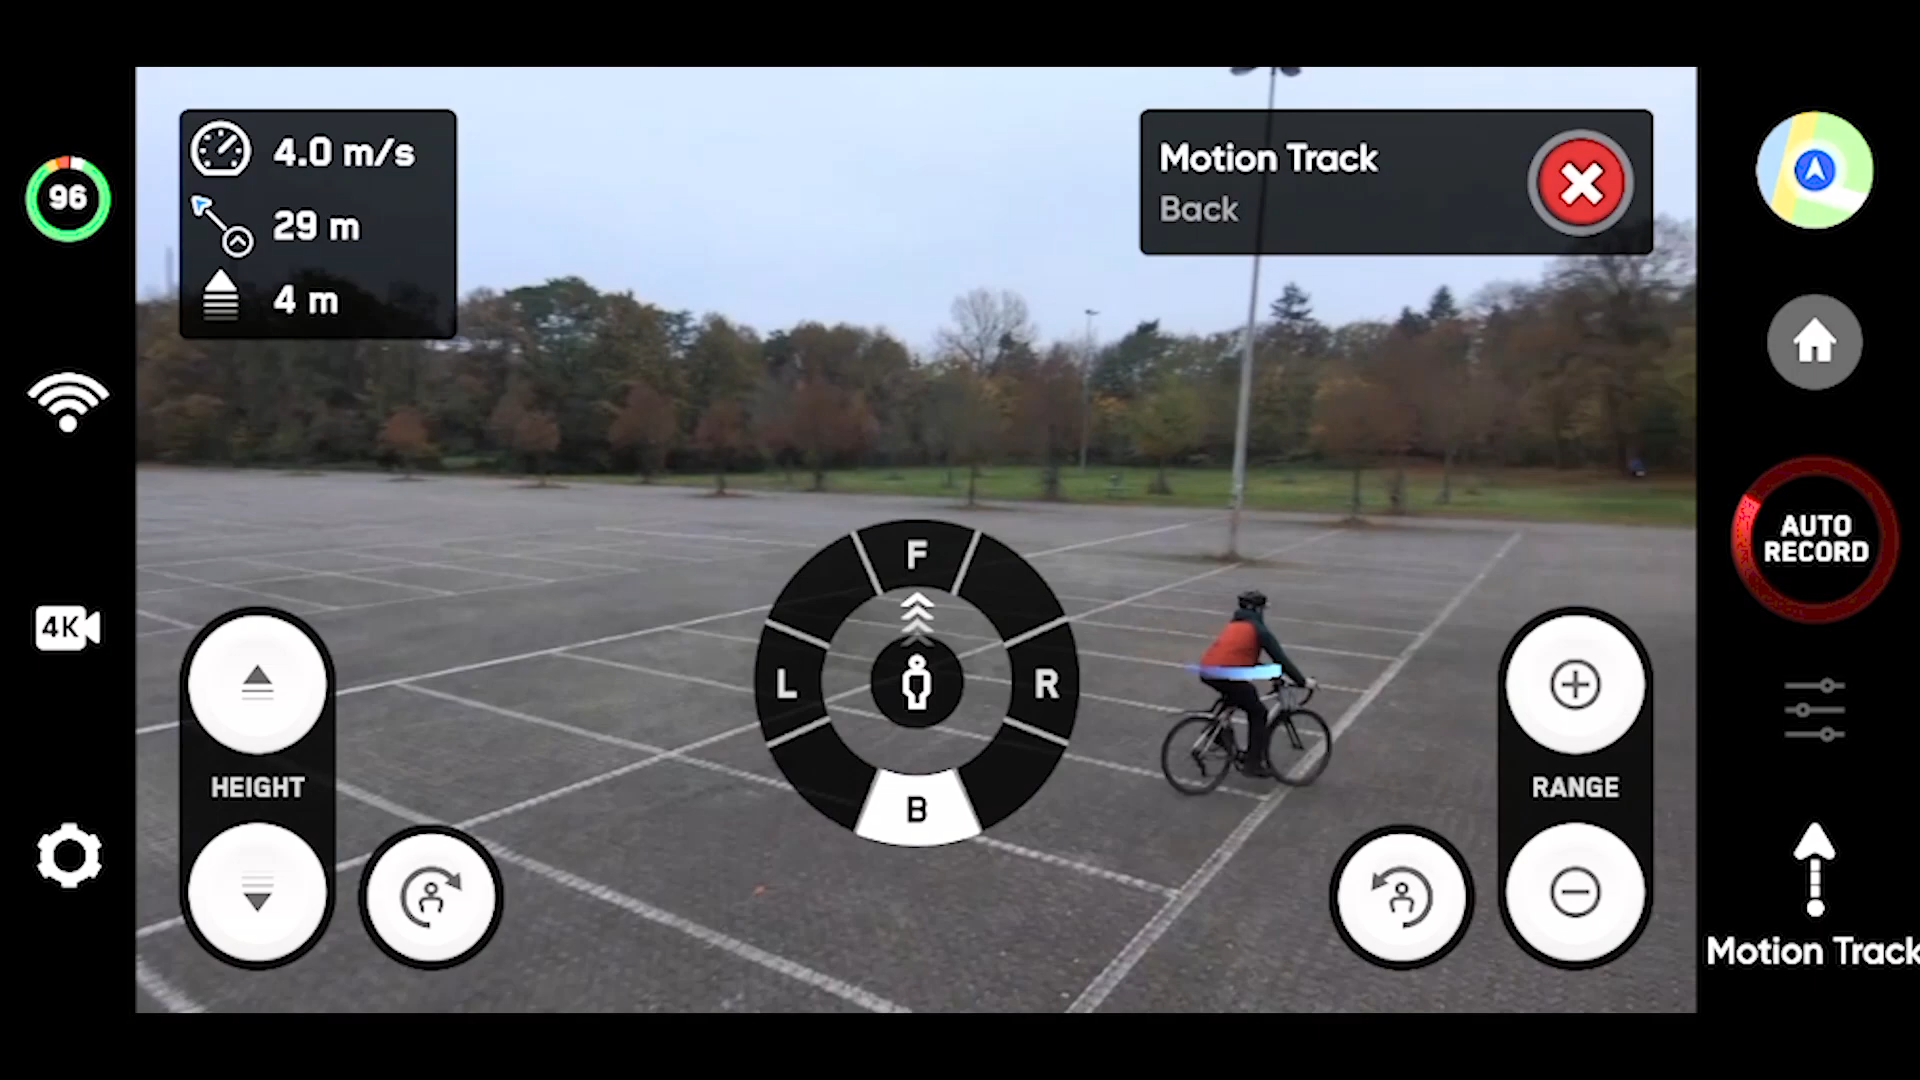 96
4.0 m/s
29 m
4 m
Motion Track
Back
4K
AUTO
RECORD
F
L
R
B
HEIGHT
RANGE
Motion Track